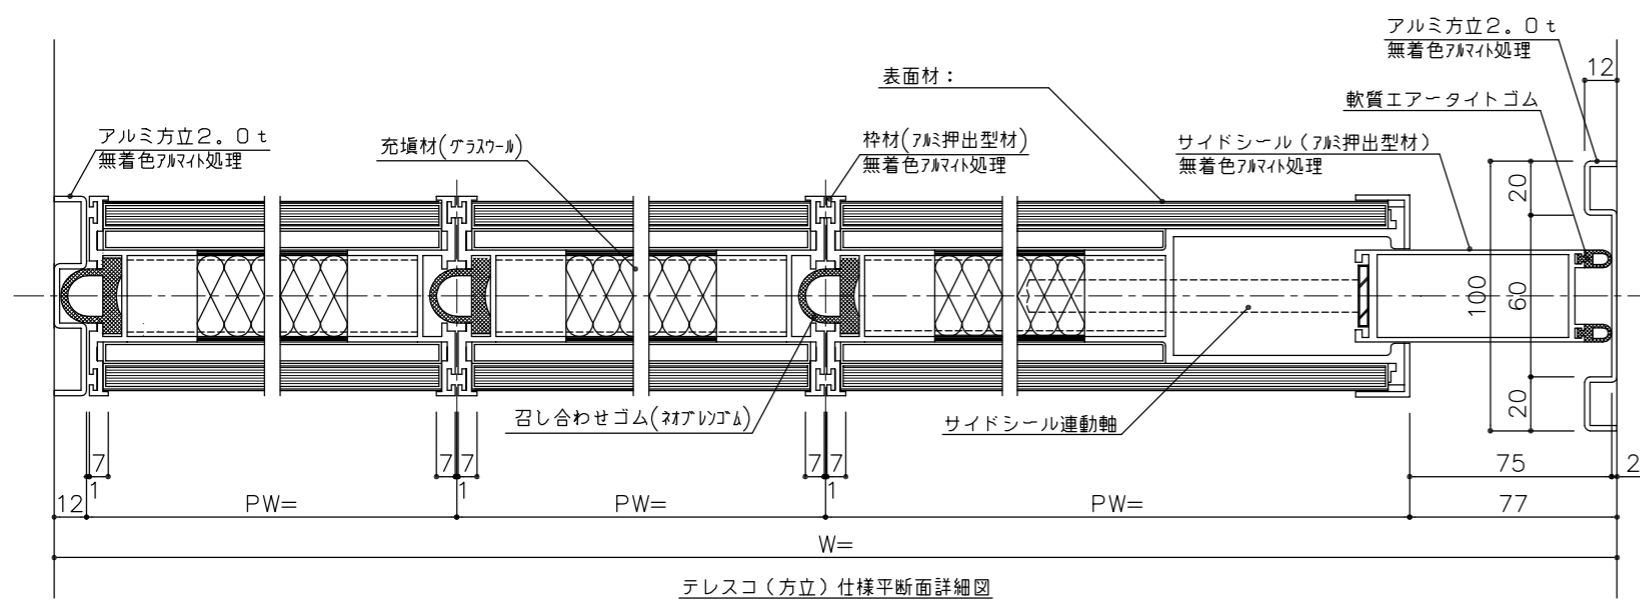 アルミ方立2。0t
無着色アルマイト処理
12
表面材：
軟質エアータイトゴム
アルミ方立2。0t
無着色アルマイト処理
充填材(グラスウール)
枠材(アルミ押出型材)
無着色アルマイト処理
サイドシール（アルミ押出型材）
無着色アルマイト処理
20
100
60
20
召し合わせゴム(ネオプレンゴム)
サイドシール連動軸
7
1
7
7
1
7
7
1
75
2
12
PW=
PW=
PW=
77
W=
テレスコ（方立）仕様平断面詳細図